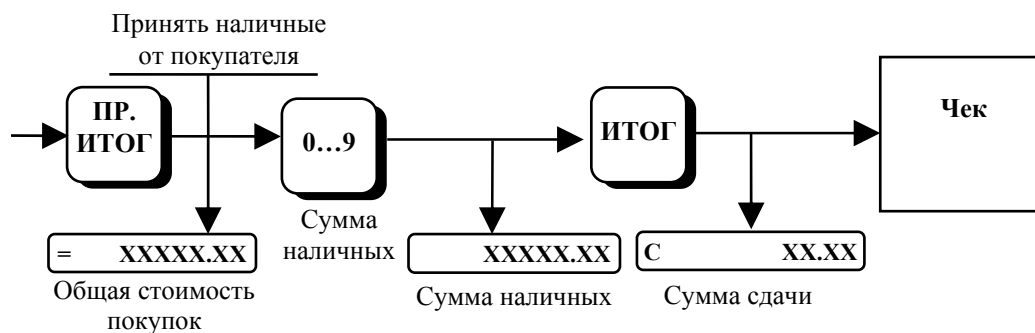 Принять наличные
от покупателя
ПР.
ИТОГ
0...9
ИТОГ
Чек
Сумма
наличных
= XXXXX.XX
XXXXX.XX
С XX.XX
Общая стоимость
покупок
Сумма наличных
Сумма сдачи